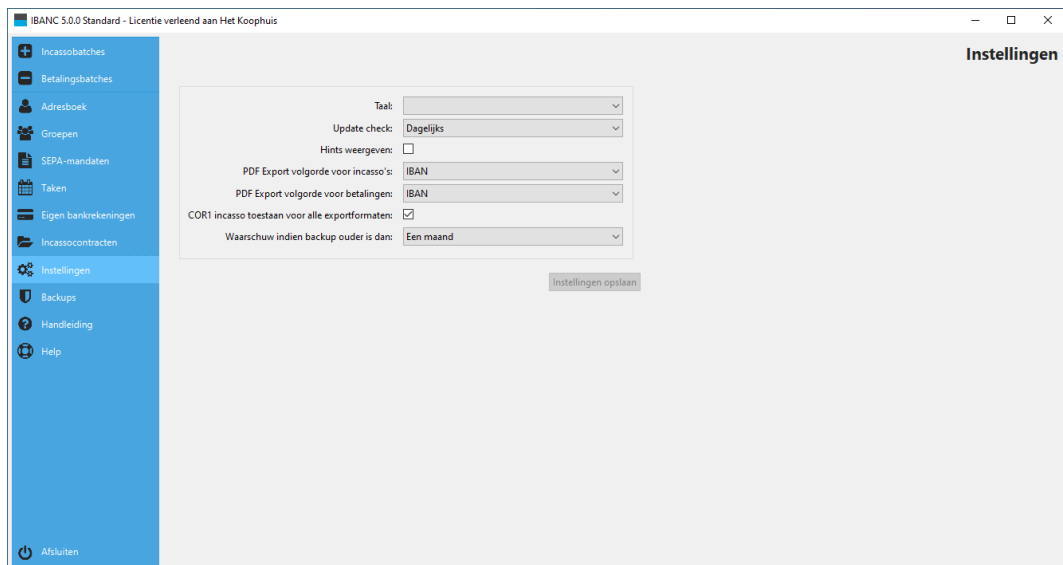 IBANC 5.0.0 Standard - Licentie verleend aan Het Koophuis
Incassobatches
Betalingsbatches
Adresboek
Groepen
SEPA-mandaten
Taken
Eigen bankrekeningen
Incassocontracten
Instellingen
Backups
Handleiding
Help
Afsluiten
Instellingen
Taal:
Update check: Dagelijks
Hints weergeven:
PDF Export volgorde voor incasso's: IBAN
PDF Export volgorde voor betalingen: IBAN
COR1 incasso toestaan voor alle exportformaten:
Waarschuw indien backup ouder is dan: Een maand
Instellingen opslaan